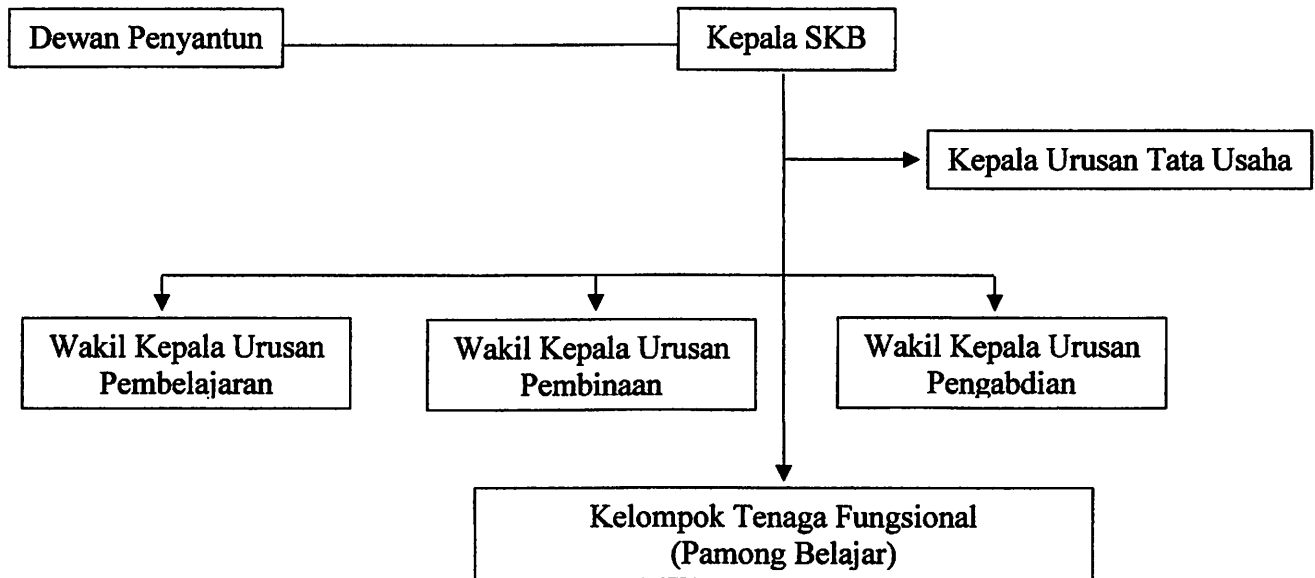 Dewan Penyantun
Kepala SKB
Kepala Urusan Tata Usaha
Wakil Kepala Urusan
Pembelajaran
Wakil Kepala Urusan
Pembinaan
Wakil Kepala Urusan
Pengabdian
Kelompok Tenaga Fungsional
(Pamong Belajar)